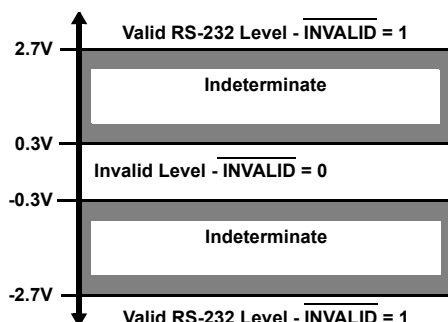 Valid RS-232 Level - INVALID = 1
2.7V
Indeterminate
0.3V
Invalid Level - INVALID = 0
-0.3V
Indeterminate
-2.7V
Valid RS-232 Level - INVALID = 1